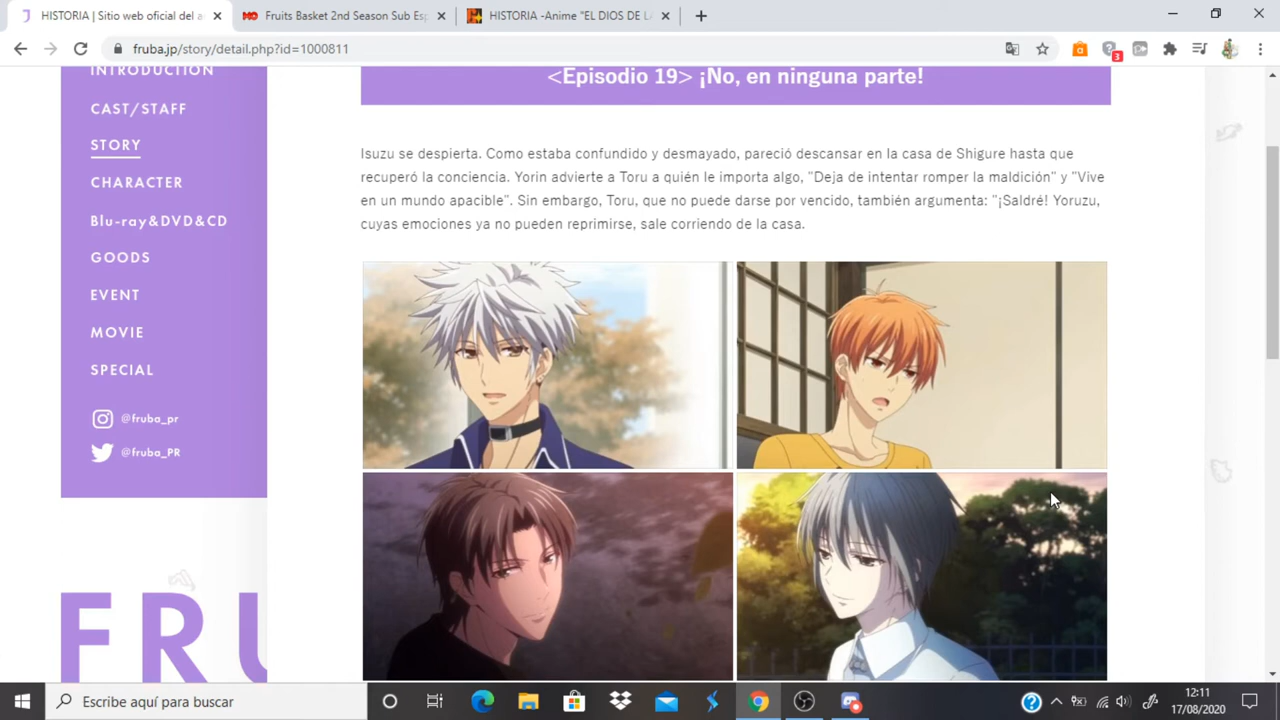 HISTORIA | Sitio web oficial del a
Fruits Basket 2nd Season Sub Esp
HISTORIA -Anime "EL DIOS DE LA
fruba.jp/story/detail.php?id=1000811
3
INTRODUCTION
CAST/STAFF
STORY
CHARACTER
Blu-ray&DVD&CD
GOODS
EVENT
MOVIE
SPECIAL
@fruba_pr
@fruba_PR
FRU
<Episodio 19> ¡No, en ninguna parte!
Isuzu se despierta. Como estaba confundido y desmayado, pareció descansar en la casa de Shigure hasta que
recuperó la conciencia. Yorin advierte a Toru a quién le importa algo, "Deja de intentar romper la maldición" y "Vive
en un mundo apacible". Sin embargo, Toru, que no puede darse por vencido, también argumenta: "¡Saldré! Yoruzu,
cuyas emociones ya no pueden reprimirse, sale corriendo de la casa.
Escribe aquí para buscar
12:11
17/08/2020